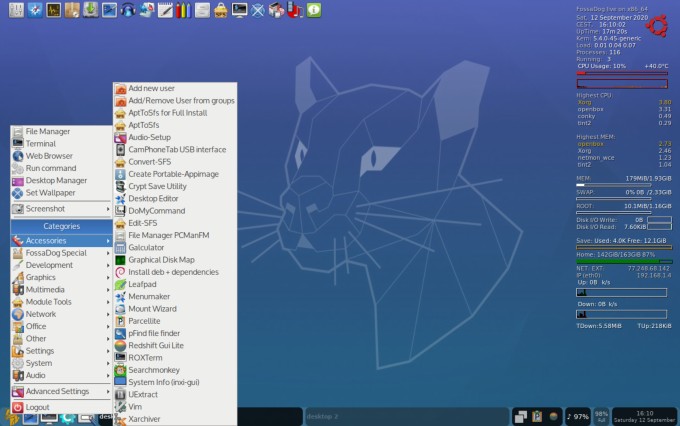 File Manager
Terminal
Web Browser
Run command
Desktop Manager
Set Wallpaper
Screenshot
Categories
Accessories
FossaDog Special
Development
Graphics
Multimedia
Module Tools
Network
Office
Other
Settings
System
Audio
Advanced Settings
Logout
Add new user
Add/Remove User from groups
AptToSfs for Full Install
AptToSfs
Audio-Setup
CamPhoneTab USB interface
Convert-SFS
Create Portable-Appimage
Crypt Save Utility
Desktop Editor
DoMyCommand
Edit-SFS
File Manager PCManFM
Galculator
Graphical Disk Map
Install deb + dependencies
Leafpad
Menumaker
Mount Wizard
Parcellite
pFind file finder
Redshift Gui Lite
ROXTerm
Searchmonkey
System Info (inxi-gui)
UExtract
Vim
Xarchiver
FossaDog live on x86_64
Sat. 12 September 2020
CEST: 16:10:02
UpTime: 17m 20s
Kern.: 5.4.0-45-generic
Load: 0.01 0.04 0.07
Processes: 116
Running: 3
CPU Usage: 10% +40.0°C
Highest CPU:
Xorg 3.80
openbox 3.31
conky 0.49
tint2 0.29
Highest MEM:
openbox 2.73
Xorg 2.46
netmon_wce 1.23
tint2 1.04
MEM: 179MiB/1.93GiB
SWAP: 0% 0B /2.33GiB
ROOT: 10.1MiB/1.16GiB
Disk I/O Write: 0B
Disk I/O Read: 7.60KiB
Save: Used: 4.0K Free: 12.1GiB
Home: 142GiB/163GiB 87%
NET: EXT: 77.248.68.142
IP(eth0) 192.168.1.4
Up: 0B k/s
Down: 0B k/s
TDown:5.58MiB TUp:218KiB
desktop 2
97%
98%
16:10
Saturday 12 September